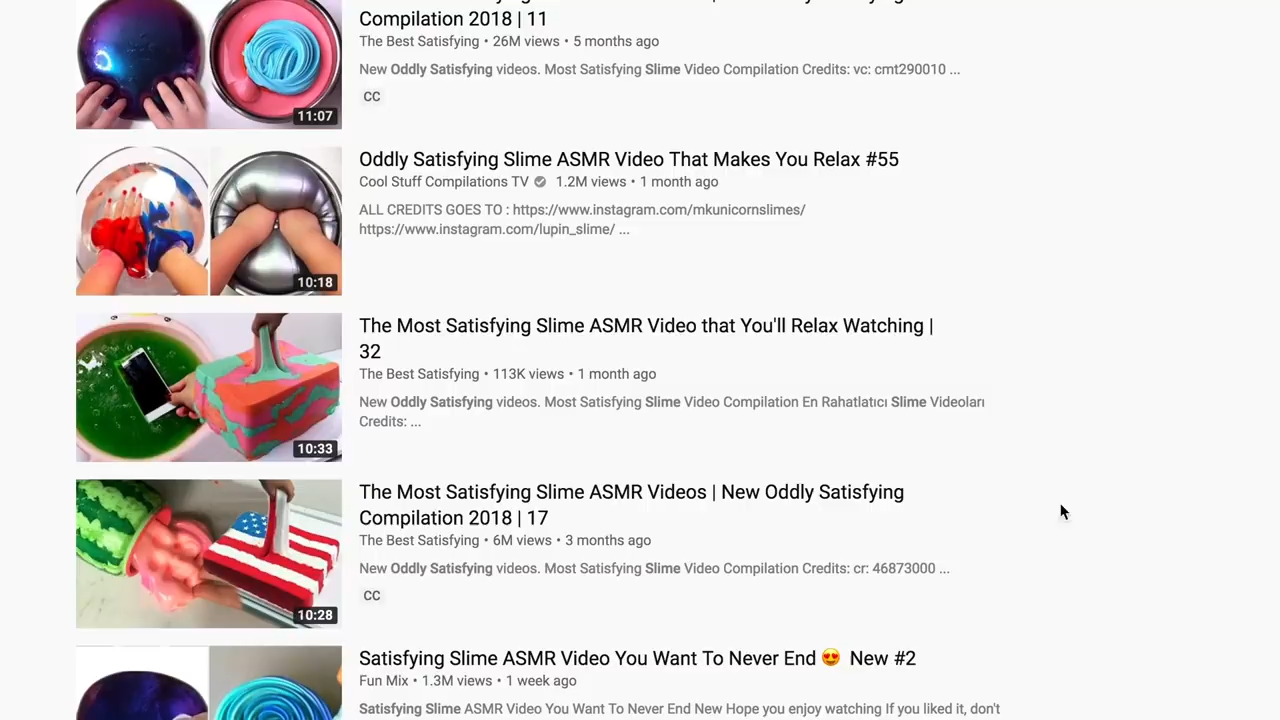 Compilation 2018 | 11
The Best Satisfying • 26M views • 5 months ago
New Oddly Satisfying videos. Most Satisfying Slime Video Compilation Credits: vc: cmt290010 ...
CC
11:07
Oddly Satisfying Slime ASMR Video That Makes You Relax #55
Cool Stuff Compilations TV 1.2M views • 1 month ago
ALL CREDITS GOES TO : https://www.instagram.com/mkunicornslimes/
https://www.instagram.com/lupin_slime/ ...
10:18
The Most Satisfying Slime ASMR Video that You'll Relax Watching |
32
The Best Satisfying • 113K views • 1 month ago
New Oddly Satisfying videos. Most Satisfying Slime Video Compilation En Rahatlatıcı Slime Videoları
Credits: ...
10:33
The Most Satisfying Slime ASMR Videos | New Oddly Satisfying
Compilation 2018 | 17
The Best Satisfying • 6M views • 3 months ago
New Oddly Satisfying videos. Most Satisfying Slime Video Compilation Credits: cr: 46873000 ...
CC
10:28
Satisfying Slime ASMR Video You Want To Never End 😍 New #2
Fun Mix • 1.3M views • 1 week ago
Satisfying Slime ASMR Video You Want To Never End New Hope you enjoy watching If you liked it, don't